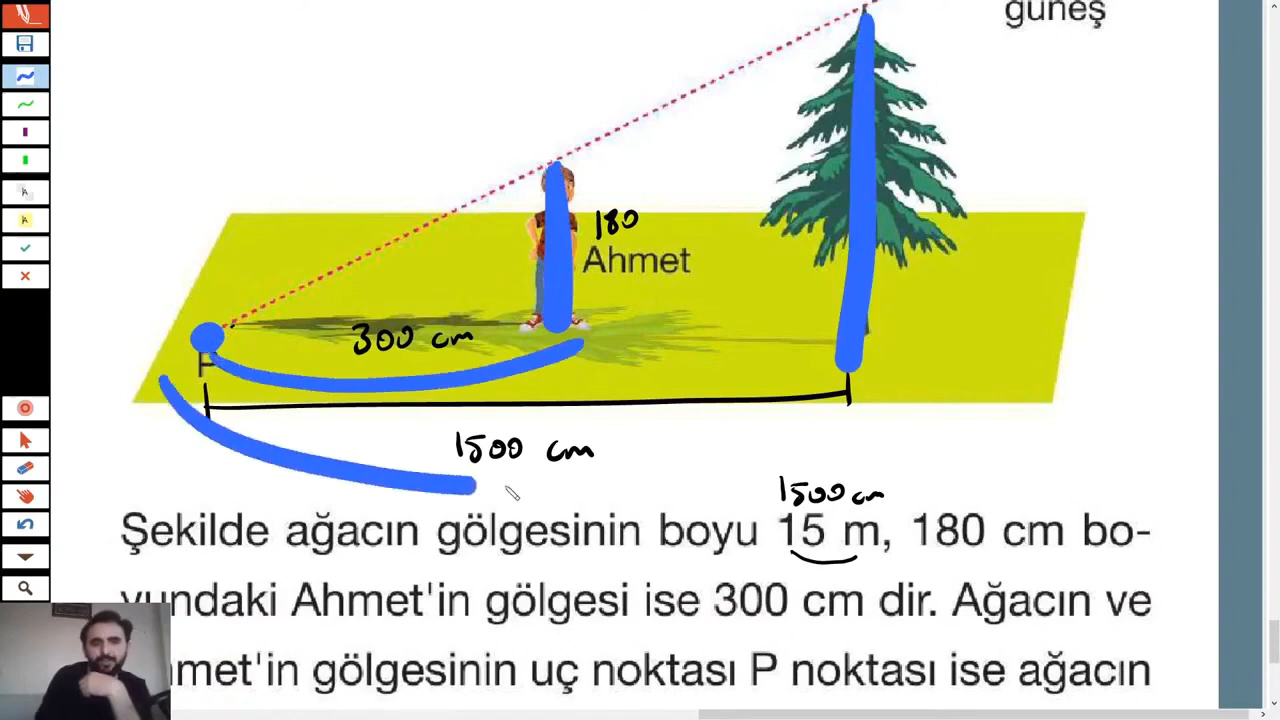 güneş
180
Ahmet
300 cm
P
1500 cm
1500 cm
Şekilde ağacın gölgesinin boyu 15 m, 180 cm bo-
yundaki Ahmet'in gölgesi ise 300 cm dir. Ağacın ve
hmet'in gölgesinin uç noktası P noktası ise ağacın